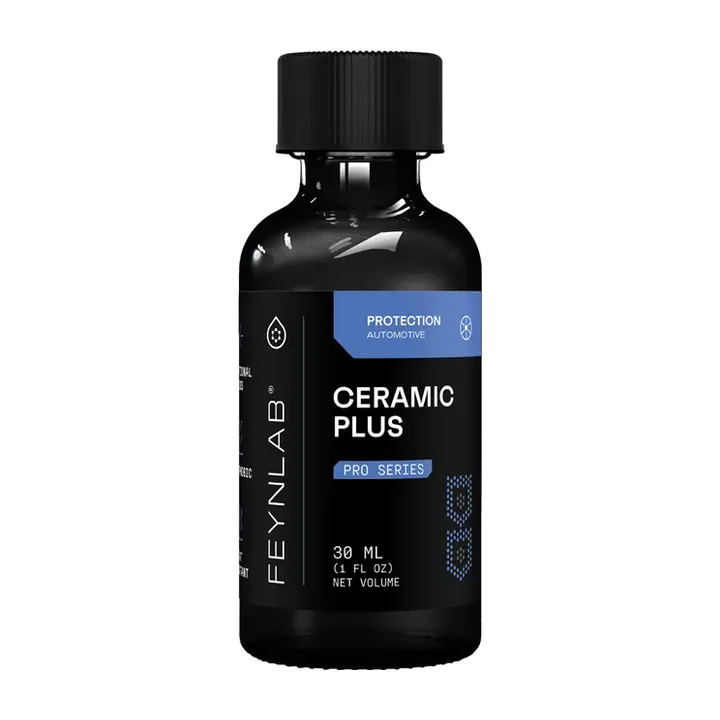 PROTECTION
AUTOMOTIVE
CERAMIC
PLUS
PRO SERIES
30 ML
(1 FL OZ)
NET VOLUME
FEYNLAB®